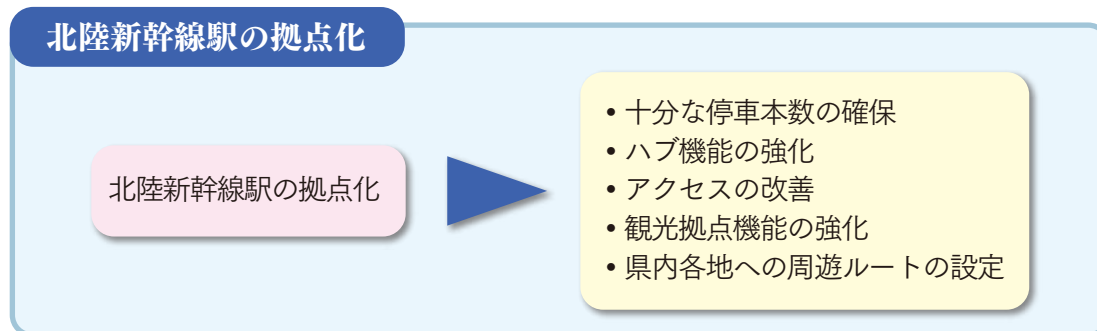 北陸新幹線駅の拠点化
北陸新幹線駅の拠点化
•十分な停車本数の確保
•ハブ機能の強化
•アクセスの改善
•観光拠点機能の強化
•県内各地への周遊ルートの設定